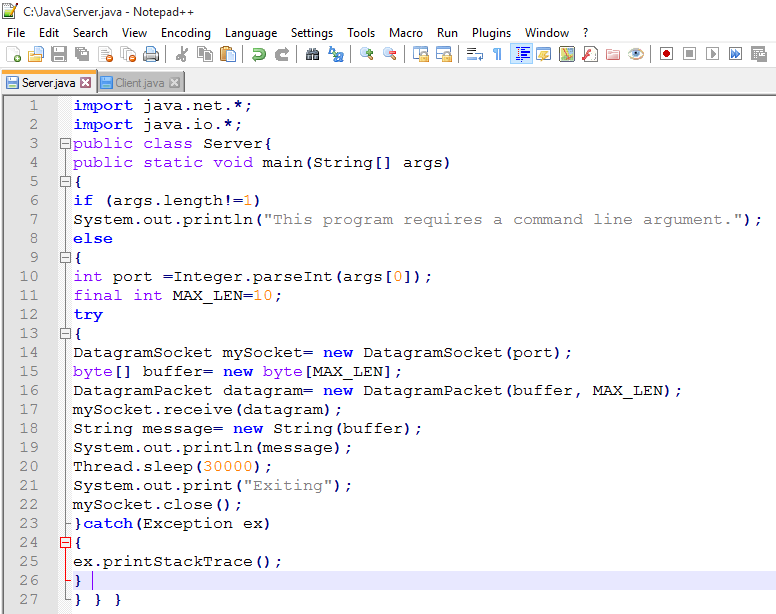 C:\Java\Server.java - Notepad++
File Edit Search View Encoding Language Settings Tools Macro Run Plugins Window ?
Server.java Client.java
1 import java.net.*;
2 import java.io.*;
3 public class Server{
4 public static void main(String[] args)
5 {
6 if (args.length!=1)
7 System.out.println("This program requires a command line argument.");
8 else
9 {
10 int port =Integer.parseInt(args[0]);
11 final int MAX_LEN=10;
12 try
13 {
14 DatagramSocket mySocket= new DatagramSocket(port);
15 byte[] buffer= new byte[MAX_LEN];
16 DatagramPacket datagram= new DatagramPacket(buffer, MAX_LEN);
17 mySocket.receive(datagram);
18 String message= new String(buffer);
19 System.out.println(message);
20 Thread.sleep(30000);
21 System.out.print("Exiting");
22 mySocket.close();
23 }catch(Exception ex)
24 {
25 ex.printStackTrace();
26 }
27 } } }